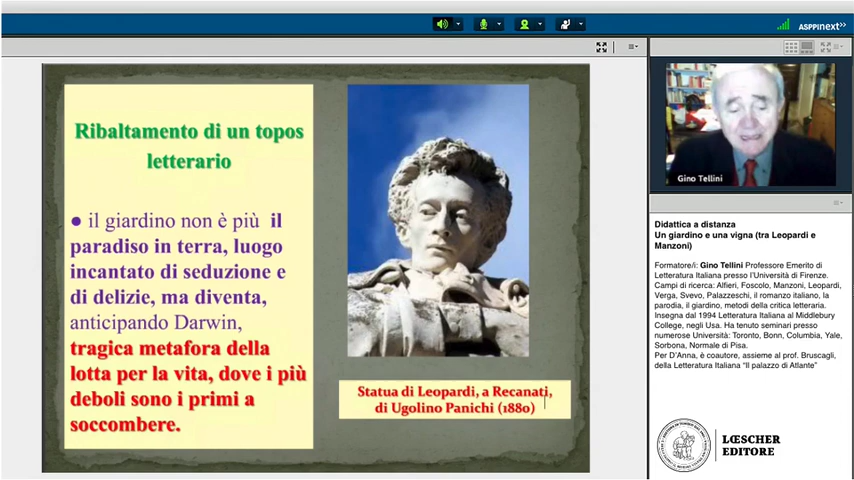 ASPPInext»
Ribaltamento di un topos
letterario
● il giardino non è più il
paradiso in terra, luogo
incantato di seduzione e
di delizie, ma diventa,
anticipando Darwin,
tragica metafora della
lotta per la vita, dove i più
deboli sono i primi a
soccombere.
Statua di Leopardi, a Recanati,
di Ugolino Panichi (1880)
Gino Tellini
Didattica a distanza
Un giardino e una vigna (tra Leopardi e
Manzoni)
Formatore/i: Gino Tellini Professore Emerito di
Letteratura Italiana presso l'Università di Firenze.
Campi di ricerca: Alfieri, Foscolo, Manzoni, Leopardi,
Verga, Svevo, Palazzeschi, il romanzo italiano, la
parodia, il giardino, metodi della critica letteraria.
Insegna dal 1994 Letteratura Italiana al Middlebury
College, negli Usa. Ha tenuto seminari presso
numerose Università: Toronto, Bonn, Columbia, Yale,
Sorbona, Normale di Pisa.
Per D'Anna, è coautore, assieme al prof. Bruscagli,
della Letteratura Italiana "Il palazzo di Atlante"
LŒSCHER
EDITORE